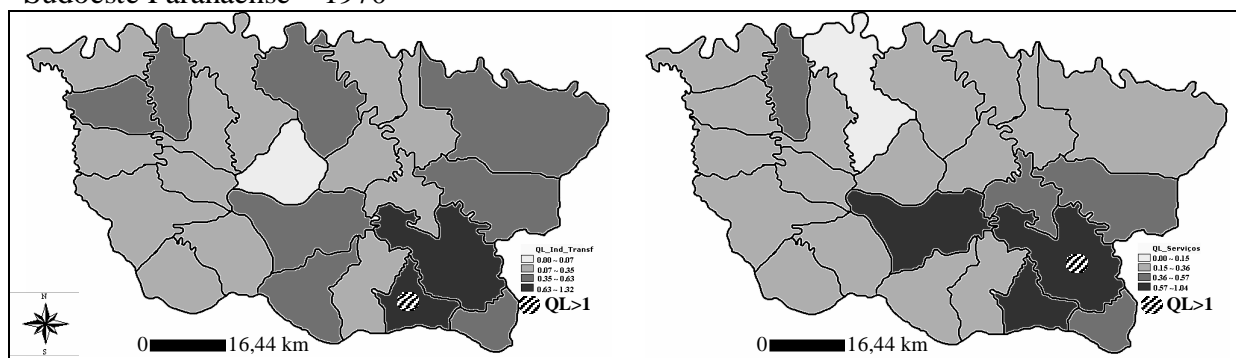 Sudoeste Paranaense – 1970
QL_Ind_Transf
0.00 ~ 0.07
0.07 ~ 0.35
0.35 ~ 0.63
0.63 ~ 1.32
QL>1
N
S
0 16,44 km
QL_Serviços
0.00 ~ 0.15
0.15 ~ 0.36
0.36 ~ 0.57
0.57 ~ 1.04
QL>1
0 16,44 km